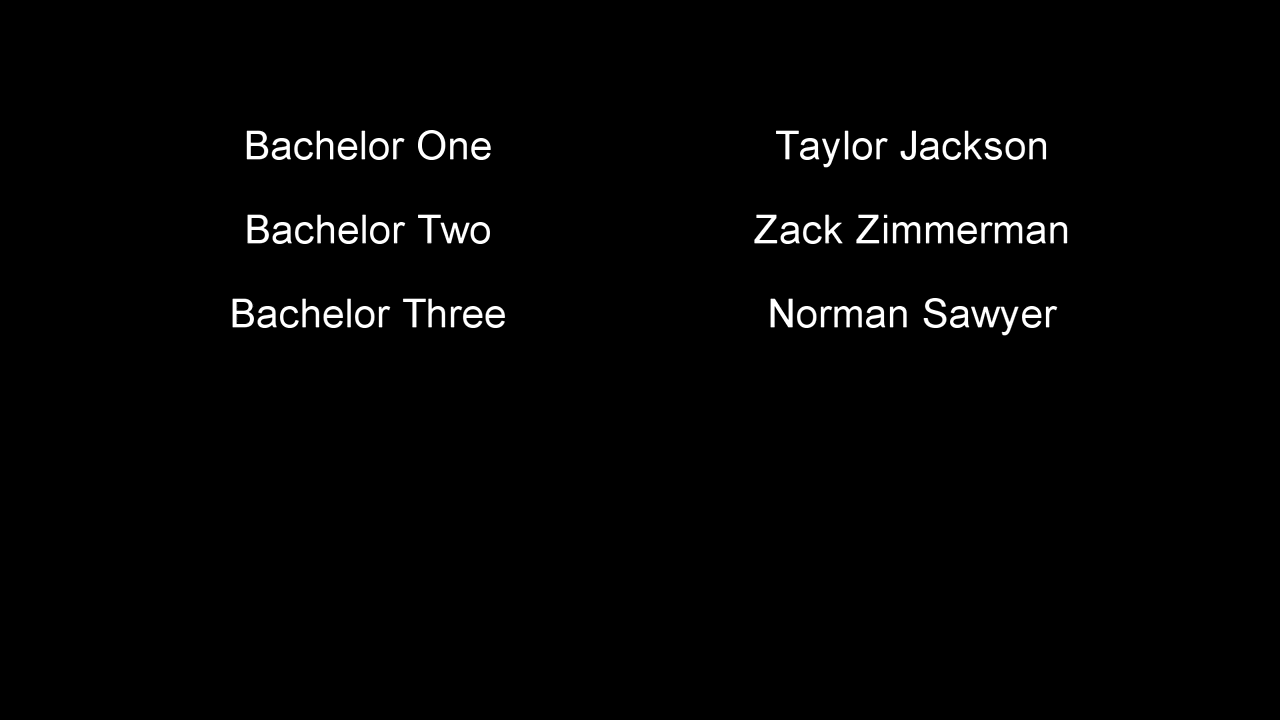 Bachelor One Taylor Jackson
Bachelor Two Zack Zimmerman
Bachelor Three Norman Sawyer